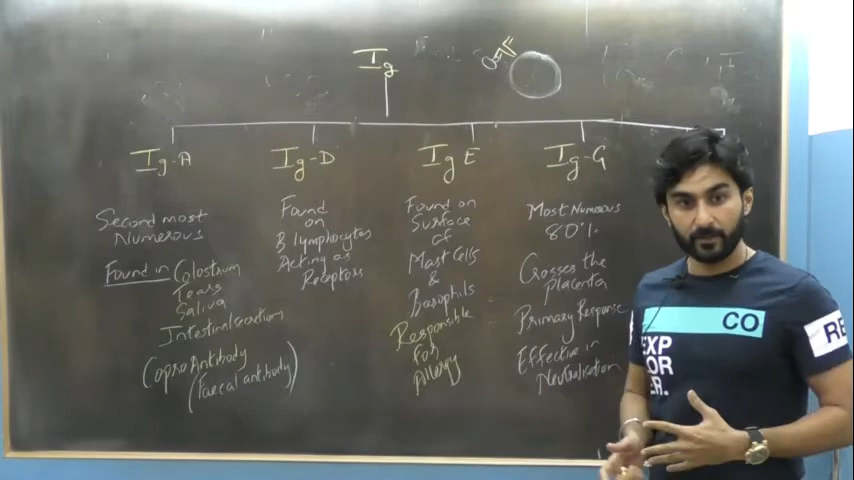 Ig
Ig-A
Second most
Numerous
Found in Colostrum
Tears
Saliva
Intestinal secretions
(Copro Antibody
(Faecal antibody)
Ig-D
Found
on
B lymphocytes
Acting as
Receptors
Ig E
Found on
Surface
of
Mast Cells
&
Basophils
Responsible
For
Allergy
Ig-G
Most Numerous
80%
Crosses the
Placenta
Primary Response
Effective in
Neutralisation
CO
RE
EXP
LOR
ER.